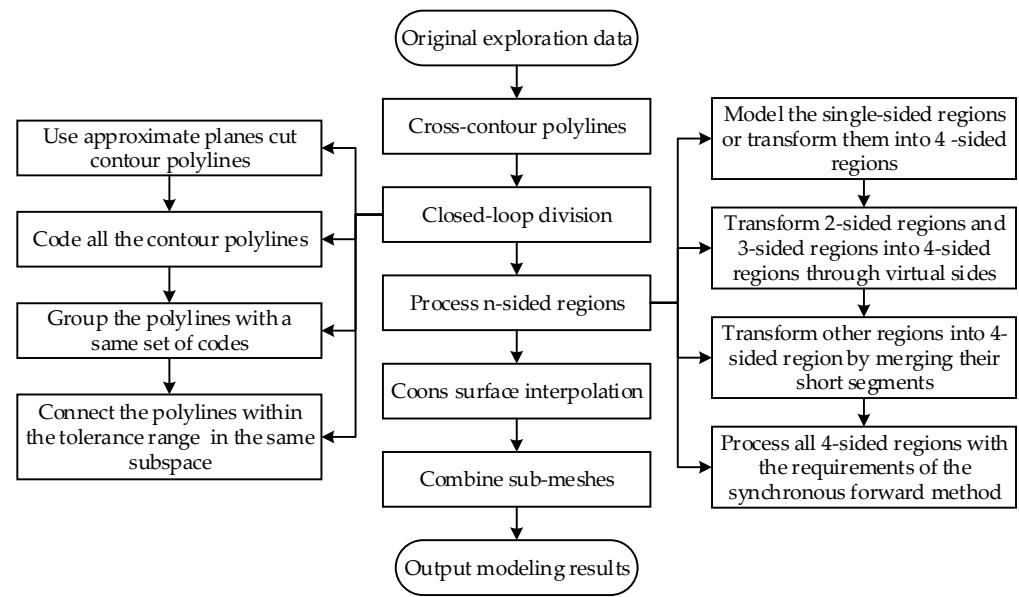 Original exploration data
Cross-contour polylines
Closed-loop division
Process n-sided regions
Coons surface interpolation
Combine sub-meshes
Output modeling results
Use approximate planes cut
contour polylines
Code all the contour polylines
Group the polylines with a
same set of codes
Connect the polylines within
the tolerance range in the same
subspace
Model the single-sided regions
or transform them into 4 -sided
regions
Transform 2-sided regions and
3-sided regions into 4-sided
regions through virtual sides
Transform other regions into 4-
sided region by merging their
short segments
Process all 4-sided regions with
the requirements of the
synchronous forward method